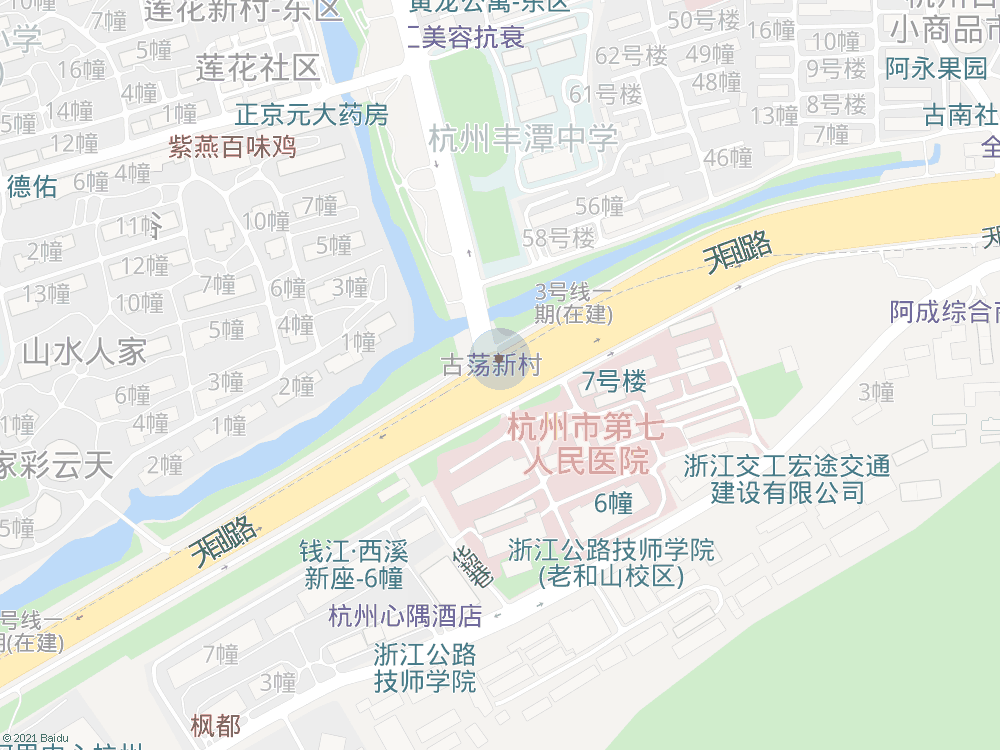 莲花新村-东区
黄龙公寓-东区
50号楼
16幢
小商品市
美容抗衰
62号楼
49幢
10幢
小学
莲花社区
16幢
9号楼
阿永果园
48幢
4幢
61号楼
14幢
1幢
正京元大药房
13幢
8号楼
古南社
5幢
杭州丰潭中学
7幢
12幢
紫燕百味鸡
全
46幢
4幢
德佑
6幢
7幢
56幢
11幢
10幢
58号楼
天目山路
2幢
5幢
12幢
7幢
6幢
3幢
3号线一
期(在建)
13幢
10幢
阿成综合市
5幢
4幢
山水人家
1幢
古荡新村
3幢
2幢
7号楼
3幢
6幢
1幢
4幢
1幢
杭州市第七
人民医院
家彩云天
2幢
浙江交工宏途交通
建设有限公司
6幢
5幢
天目山路
钱江·西溪
新座-6幢
浙江公路技师学院
(老和山校区)
号线一
期(在建)
杭州心隅酒店
7幢
浙江公路
技师学院
3幢
枫都
© 2021 Baidu